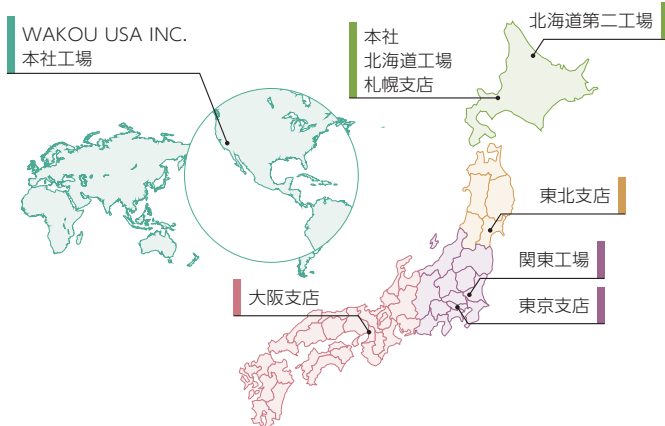 WAKOU USA INC.
本社工場
本社
北海道工場
札幌支店
北海道第二工場
東北支店
関東工場
東京支店
大阪支店